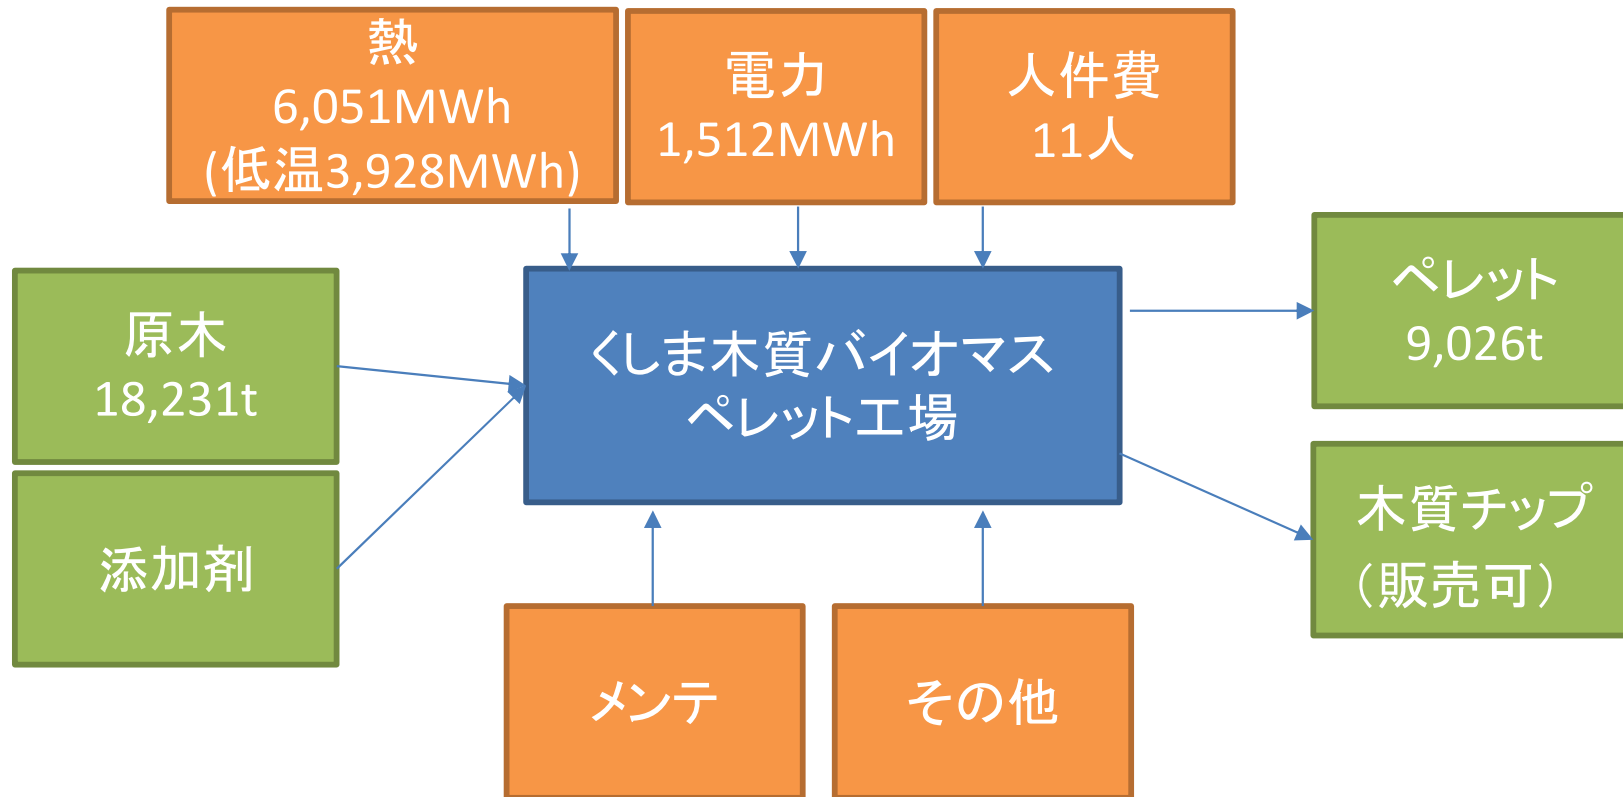 熱
6,051MWh
(低温3,928MWh)
電力
1,512MWh
人件費
11人
原木
18,231t
添加剤
くしま木質バイオマス
ペレット工場
ペレット
9,026t
木質チップ
（販売可）
メンテ
その他